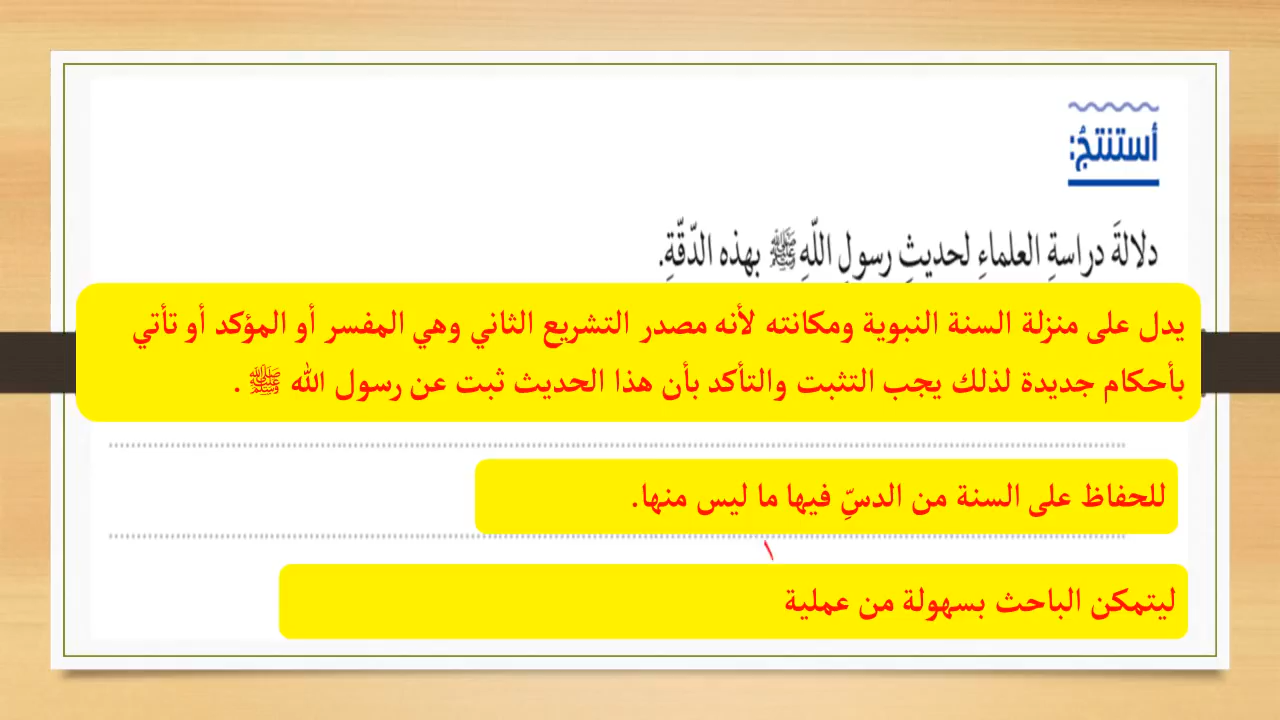 أستنتجُ:
دلالةَ دراسةِ العلماءِ لحديثِ رسولِ اللّهِ ﷺ بهذه الدّقّةِ.
يدل على منزلة السنة النبوية ومكانته لأنه مصدر التشريع الثاني وهي المفسر أو المؤكد أو تأتي
بأحكام جديدة لذلك يجب التثبت والتأكد بأن هذا الحديث ثبت عن رسول الله ﷺ .
للحفاظ على السنة من الدسِّ فيها ما ليس منها.
ليتمكن الباحث بسهولة من عملية